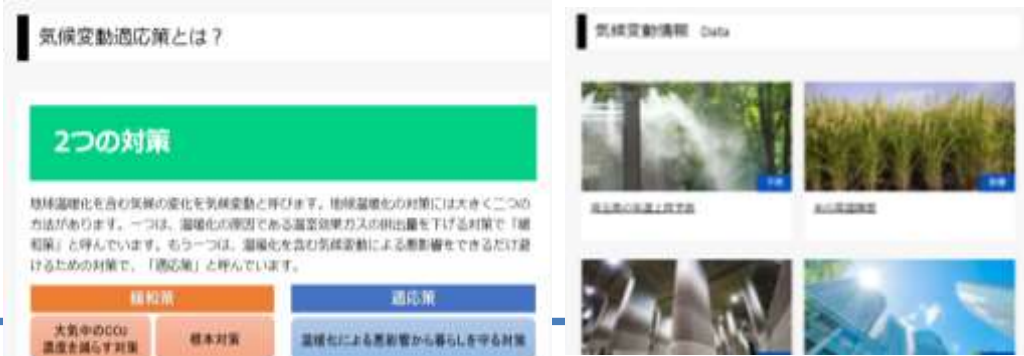 気候変動適応策とは？
2つの対策
地球温暖化を含む気候の変化を気候変動と呼びます。地球温暖化の対策には大きく二つの
方法があります。一つは、温暖化の原因である温室効果ガスの排出量を下げる対策で「緩
和策」と呼んでいます。もう一つは、温暖化を含む気候変動による悪影響をできるだけ避
けるための対策で、「適応策」と呼んでいます。
緩和策
適応策
大気中のCO2
濃度を減らす対策
根本対策
温暖化による悪影響から暮らしを守る対策
気候変動情報 Data